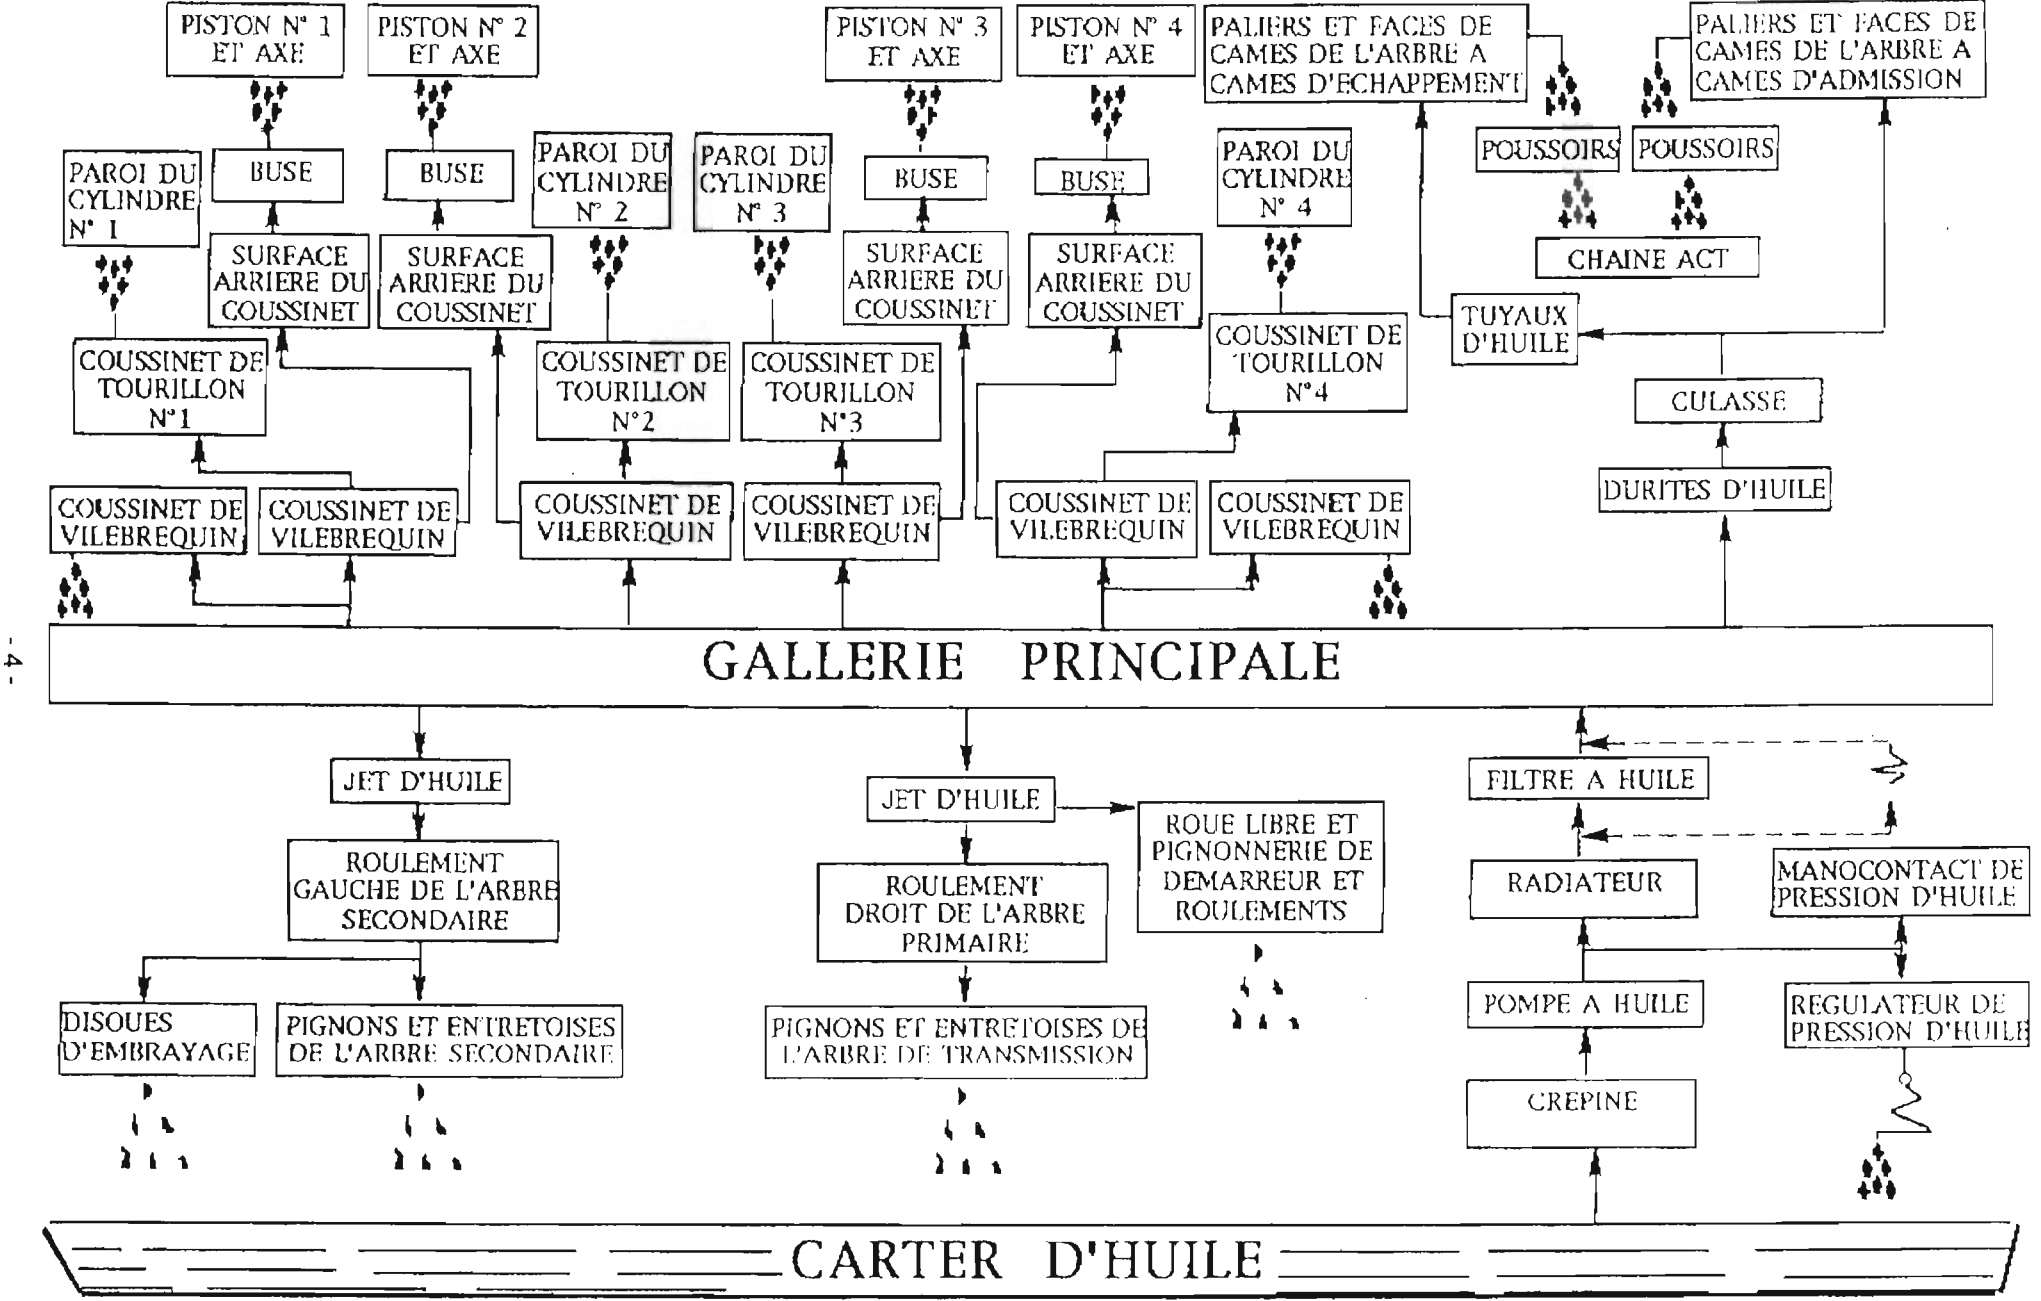 PISTON N° 1
ET AXE
PISTON N° 2
ET AXE
PISTON N° 3
ET AXE
PISTON N° 4
ET AXE
PALIERS ET FACES DE
CAMES DE L'ARBRE A
CAMES D'ECHAPPEMENT
PALIERS ET FACES DE
CAMES DE L'ARBRE A
CAMES D'ADMISSION
PAROI DU
CYLINDRE
N° 1
BUSE
BUSE
PAROI DU
CYLINDRE
N° 2
PAROI DU
CYLINDRE
N° 3
BUSE
BUSE
PAROI DU
CYLINDRE
N° 4
POUSSOIRS
POUSSOIRS
SURFACE
ARRIERE DU
COUSSINET
SURFACE
ARRIERE DU
COUSSINET
SURFACE
ARRIERE DU
COUSSINET
SURFACE
ARRIERE DU
COUSSINET
CHAINE ACT
COUSSINET DE
TOURILLON
N°1
COUSSINET DE
TOURILLON
N°2
COUSSINET DE
TOURILLON
N°3
COUSSINET DE
TOURILLON
N°4
TUYAUX
D'HUILE
CULASSE
COUSSINET DE
VILEBREQUIN
COUSSINET DE
VILEBREQUIN
COUSSINET DE
VILEBREQUIN
COUSSINET DE
VILEBREQUIN
COUSSINET DE
VILEBREQUIN
COUSSINET DE
VILEBREQUIN
DURITES D'HUILE
GALLERIE PRINCIPALE
-4-
JET D'HUILE
JET D'HUILE
FILTRE A HUILE
ROULEMENT
GAUCHE DE L'ARBRE
SECONDAIRE
ROULEMENT
DROIT DE L'ARBRE
PRIMAIRE
ROUE LIBRE ET
PIGNONNERIE DE
DEMARREUR ET
ROULEMENTS
RADIATEUR
MANOCONTACT DE
PRESSION D'HUILE
DISOUES
D'EMBRAYAGE
PIGNONS ET ENTRETOISES
DE L'ARBRE SECONDAIRE
PIGNONS ET ENTRETOISES DE
L'ARBRE DE TRANSMISSION
POMPE A HUILE
REGULATEUR DE
PRESSION D'HUILE
CREPINE
CARTER D'HUILE